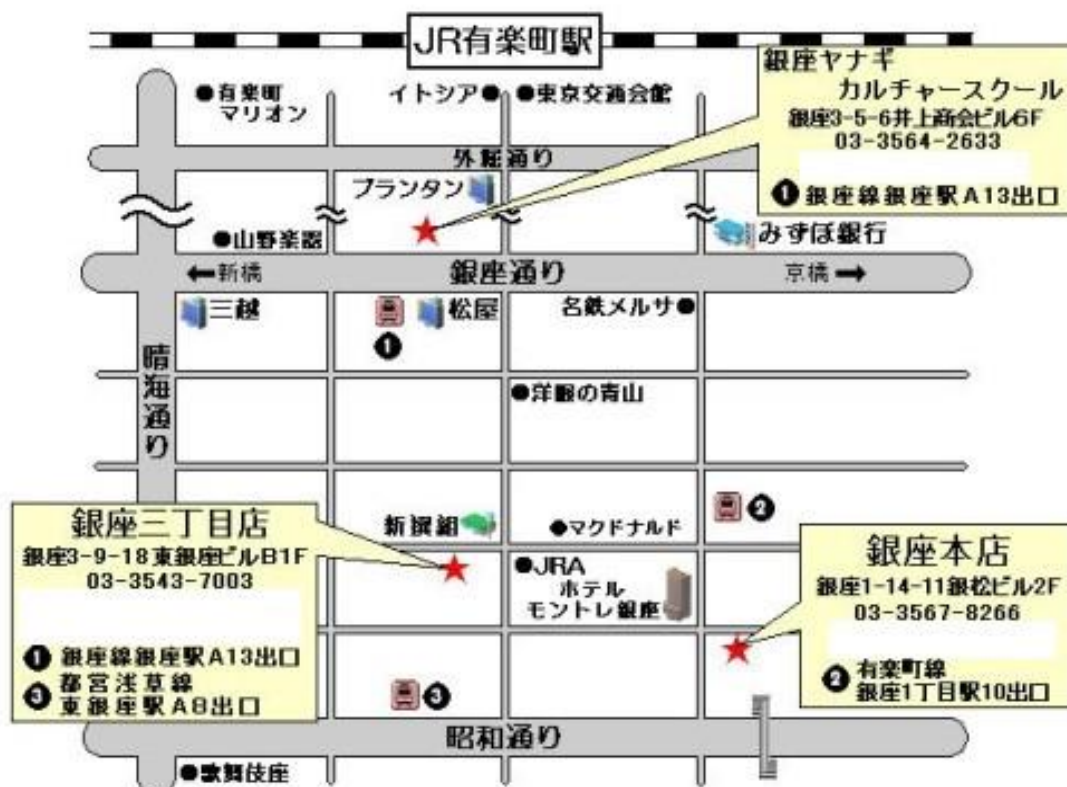 JR有楽町駅
銀座ヤナギ
カルチャースクール
銀座3-5-6井上商会ビル6F
03-3564-2633
❶銀座線銀座駅A13出口
●有楽町
マリオン
イトシア●
●東京交通会館
外堀通り
プランタン
●山野楽器
みずほ銀行
←新橋
銀座通り
京橋→
三越
松屋
名鉄メルサ●
❶
晴海通り
●洋服の青山
銀座三丁目店
銀座3-9-18東銀座ビルB1F
03-3543-7003
❶銀座線銀座駅A13出口
❸都営浅草線
東銀座駅A8出口
新撰組
●マクドナルド
❷
●JRA
ホテル
モントレ銀座
銀座本店
銀座1-14-11銀松ビル2F
03-3567-8266
❷有楽町線
銀座1丁目駅10出口
❸
昭和通り
●歌舞伎座